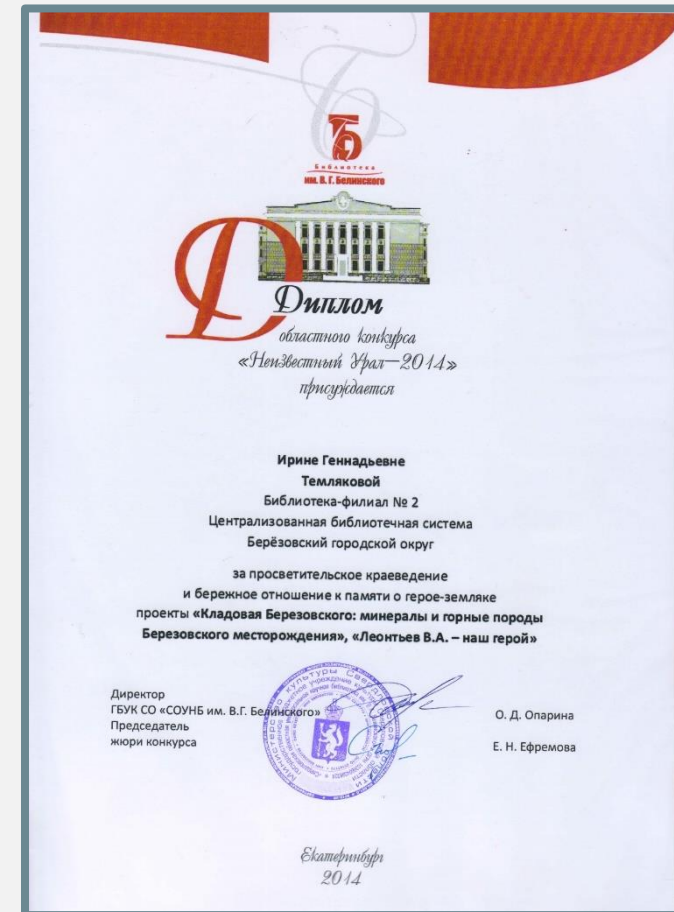 Библиотека
им. В. Г. Белинского
Диплом
областного конкурса
«Неизвестный Урал—2014»
присуждается
Ирине Геннадьевне
Темляковой
Библиотека-филиал № 2
Централизованная библиотечная система
Берёзовский городской округ
за просветительское краеведение
и бережное отношение к памяти о герое-земляке
проекты «Кладовая Березовского: минералы и горные породы
Березовского месторождения», «Леонтьев В.А. – наш герой»
Директор
ГБУК СО «СОУНБ им. В.Г. Белинского»
О. Д. Опарина
Председатель
жюри конкурса
Е. Н. Ефремова
Екатеринбург
2014